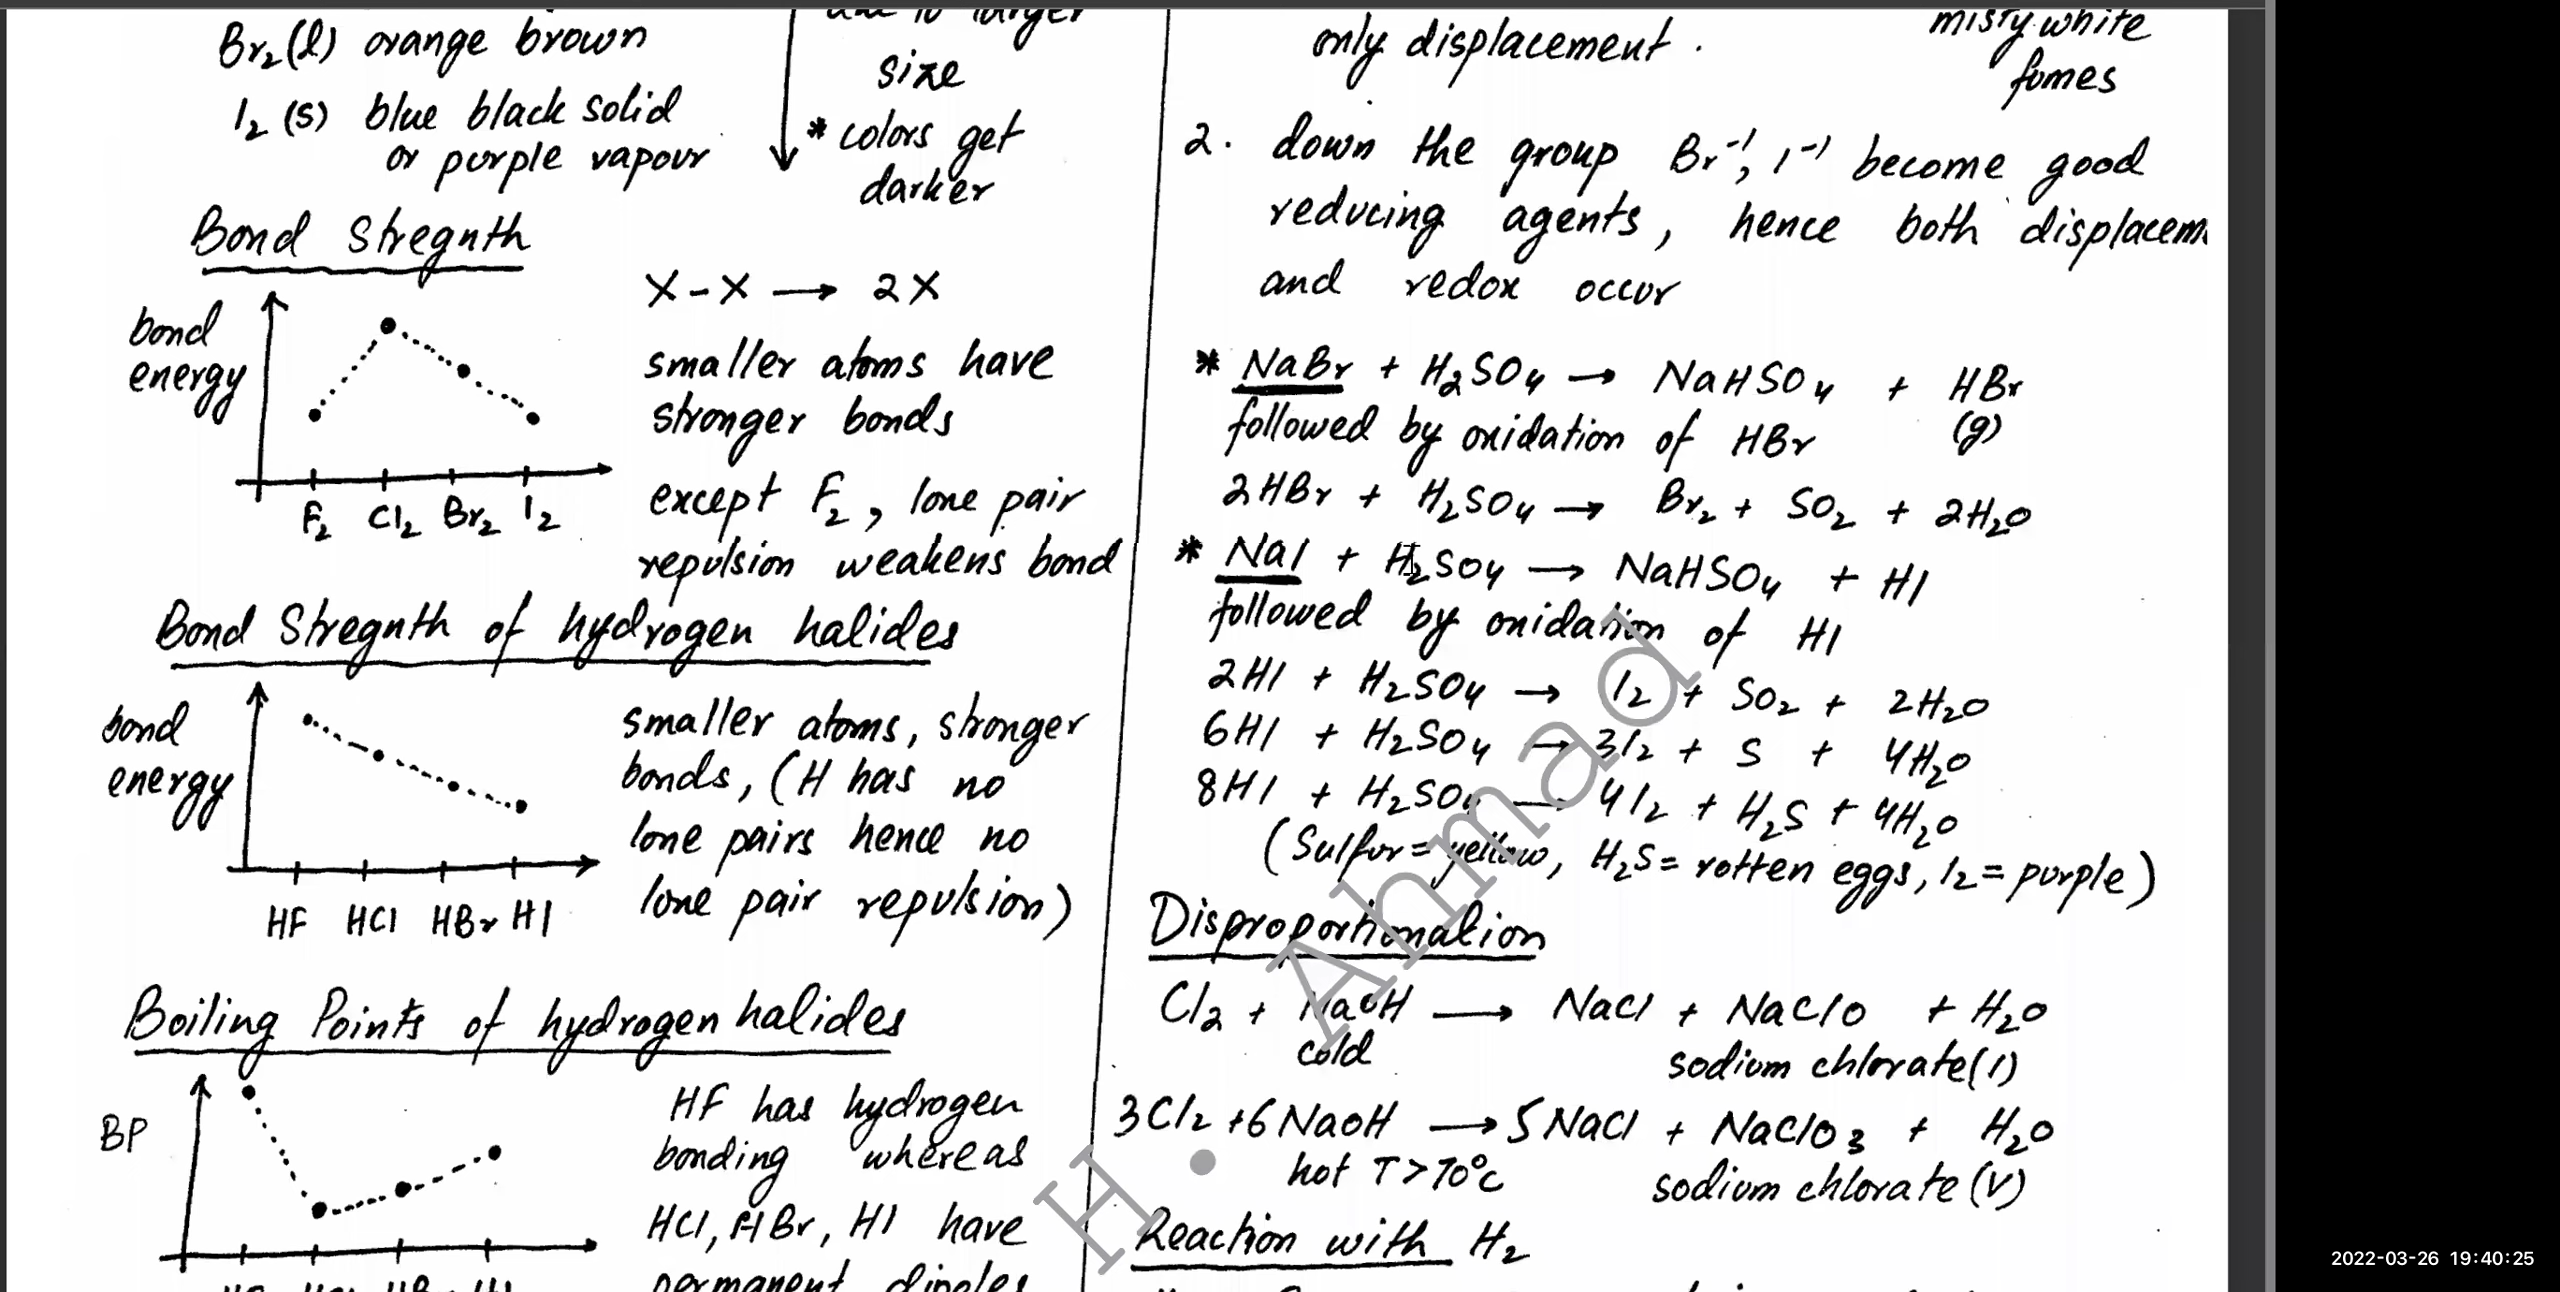 Br₂(l) orange brown
I₂ (s) blue black solid
or purple vapour
size
* colors get
darker
Bond Stregnth
bond
energy
F₂ Cl₂ Br₂ I₂
X-X → 2X
smaller atoms have
stronger bonds
except F₂, lone pair
repulsion weakens bond
Bond Stregnth of hydrogen halides
bond
energy
HF HCl HBr HI
smaller atoms, stronger
bonds, (H has no
lone pairs hence no
lone pair repulsion)
Boiling Points of hydrogen halides
BP
HF has hydrogen
bonding whereas
HCl, HBr, HI have
permanent dipoles
only displacement.
misty white
fumes
2. down the group Br⁻¹, I⁻¹ become good
reducing agents, hence both displacem
and redox occur
* NaBr + H₂SO₄ → NaHSO₄ + HBr
(g)
followed by oxidation of HBr
2HBr + H₂SO₄ → Br₂ + SO₂ + 2H₂O
* NaI + H₂SO₄ → NaHSO₄ + HI
followed by oxidation of HI
2HI + H₂SO₄ → I₂ + SO₂ + 2H₂O
6HI + H₂SO₄ → 3I₂ + S + 4H₂O
8HI + H₂SO₄ → 4I₂ + H₂S + 4H₂O
(Sulfur = yellow, H₂S = rotten eggs, I₂ = purple)
Disproportionation
Cl₂ + NaOH → NaCl + NaClO + H₂O
cold sodium chlorate(I)
3Cl₂ + 6NaOH → 5NaCl + NaClO₃ + H₂O
hot T > 70°c sodium chlorate (V)
Reaction with H₂
H. Ahmad
2022-03-26 19:40:25